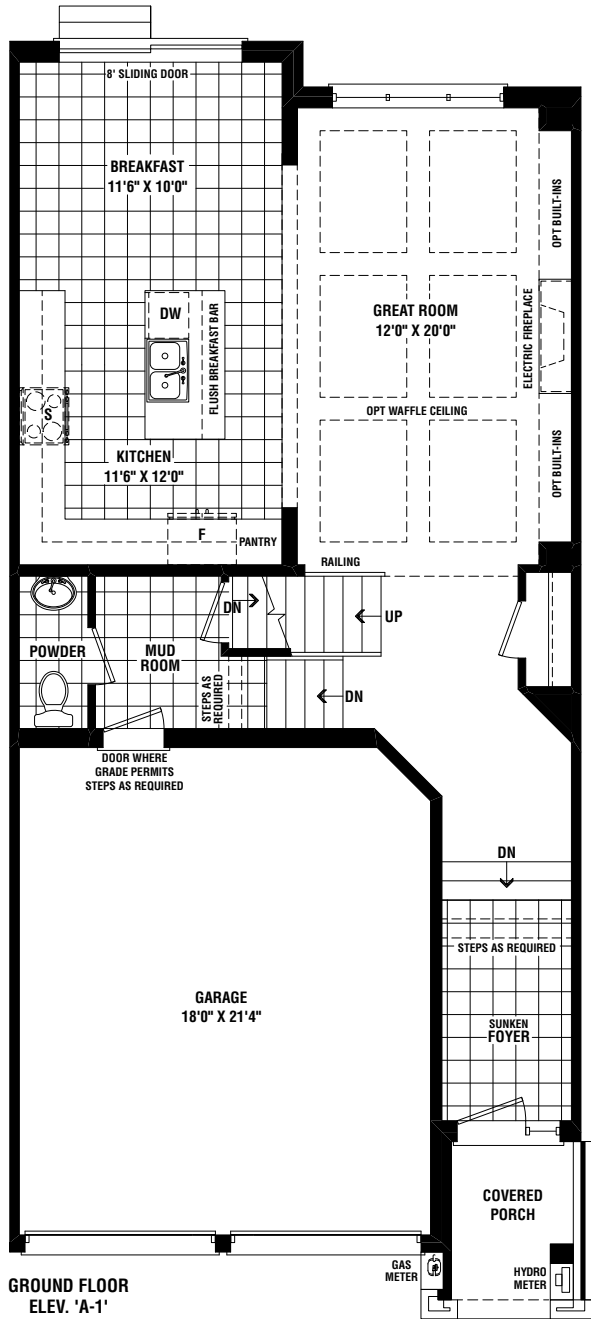 8' SLIDING DOOR
BREAKFAST
11'6" X 10'0"
OPT BUILT-INS
DW
FLUSH BREAKFAST BAR
GREAT ROOM
12'0" X 20'0"
ELECTRIC FIREPLACE
S
OPT WAFFLE CEILING
KITCHEN
11'6" X 12'0"
OPT BUILT-INS
F
PANTRY
RAILING
DN
UP
POWDER
MUD
ROOM
STEPS AS
REQUIRED
DN
DOOR WHERE
GRADE PERMITS
STEPS AS REQUIRED
DN
STEPS AS REQUIRED
GARAGE
18'0" X 21'4"
SUNKEN
FOYER
COVERED
PORCH
GAS
METER
HYDRO
METER
GROUND FLOOR
ELEV. 'A-1'